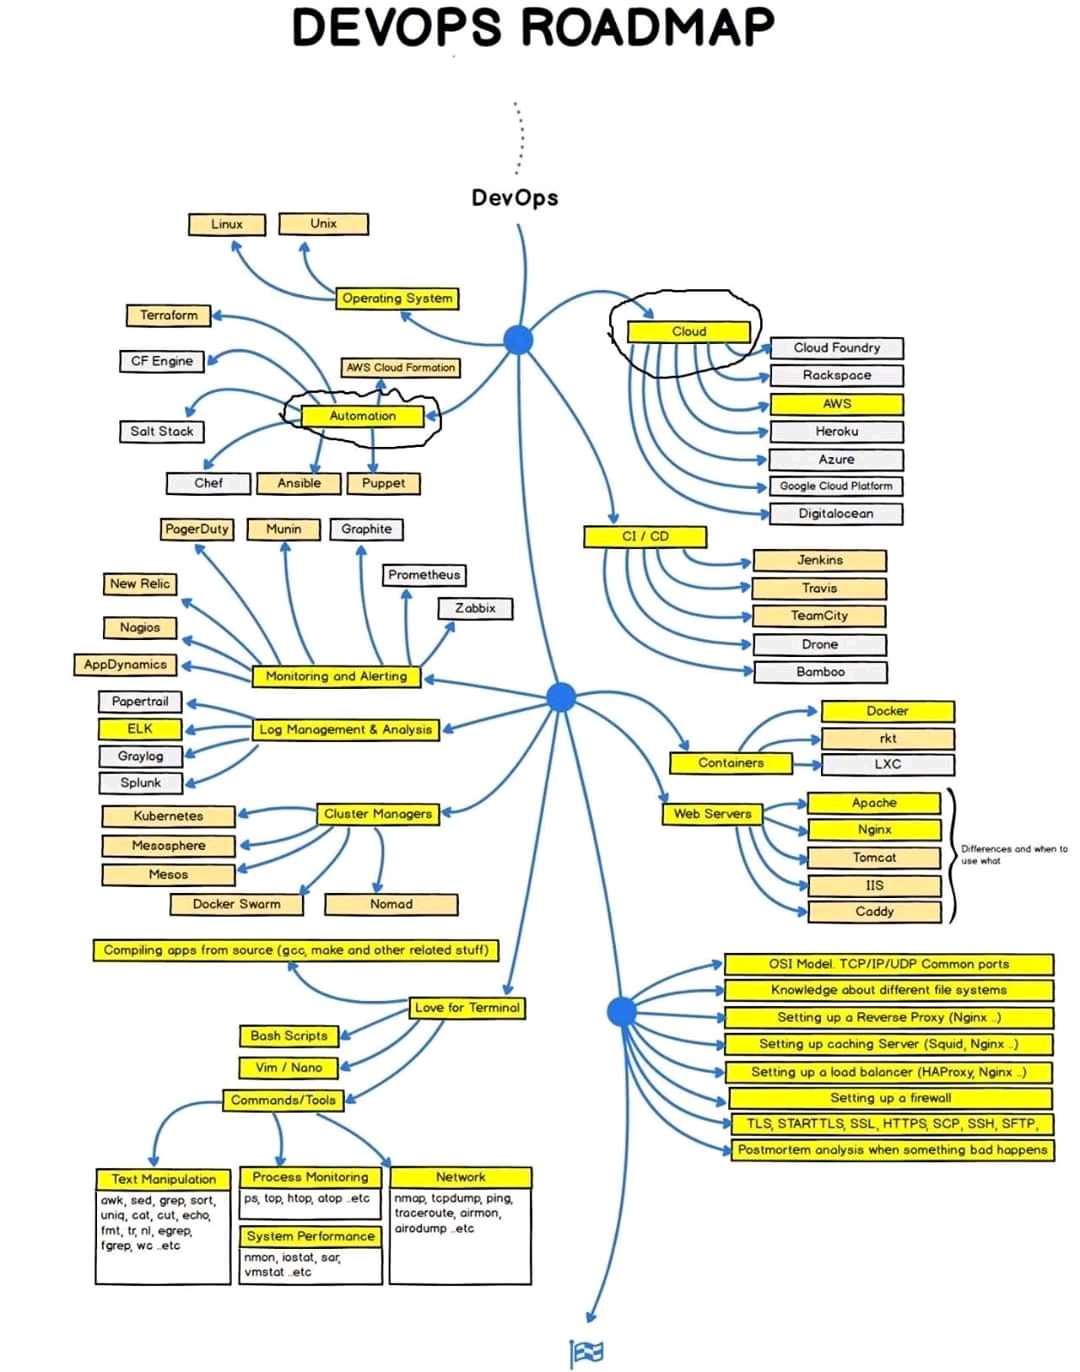 DEVOPS ROADMAP
DevOps
Linux
Unix
Operating System
Terraform
CF Engine
AWS Cloud Formation
Automation
Salt Stack
Chef
Ansible
Puppet
Cloud
Cloud Foundry
Rackspace
AWS
Heroku
Azure
Google Cloud Platform
Digitalocean
CI / CD
Jenkins
Travis
TeamCity
Drone
Bamboo
PagerDuty
Munin
Graphite
Prometheus
Zabbix
New Relic
Nagios
AppDynamics
Monitoring and Alerting
Papertrail
ELK
Graylog
Splunk
Log Management & Analysis
Containers
Docker
rkt
LXC
Cluster Managers
Kubernetes
Mesosphere
Mesos
Docker Swarm
Nomad
Web Servers
Apache
Nginx
Tomcat
IIS
Caddy
Differences and when to
use what
Compiling apps from source (gcc, make and other related stuff)
Love for Terminal
Bash Scripts
Vim / Nano
Commands/Tools
OSI Model. TCP/IP/UDP Common ports
Knowledge about different file systems
Setting up a Reverse Proxy (Nginx ..)
Setting up caching Server (Squid, Nginx ..)
Setting up a load balancer (HAProxy, Nginx ..)
Setting up a firewall
TLS, STARTTLS, SSL, HTTPS, SCP, SSH, SFTP,
Postmortem analysis when something bad happens
Text Manipulation
awk, sed, grep, sort,
uniq, cat, cut, echo,
fmt, tr, nl, egrep,
fgrep, wc ..etc
Process Monitoring
ps, top, htop, atop ..etc
System Performance
nmon, iostat, sar,
vmstat ..etc
Network
nmap, tcpdump, ping,
traceroute, airmon,
airodump ..etc